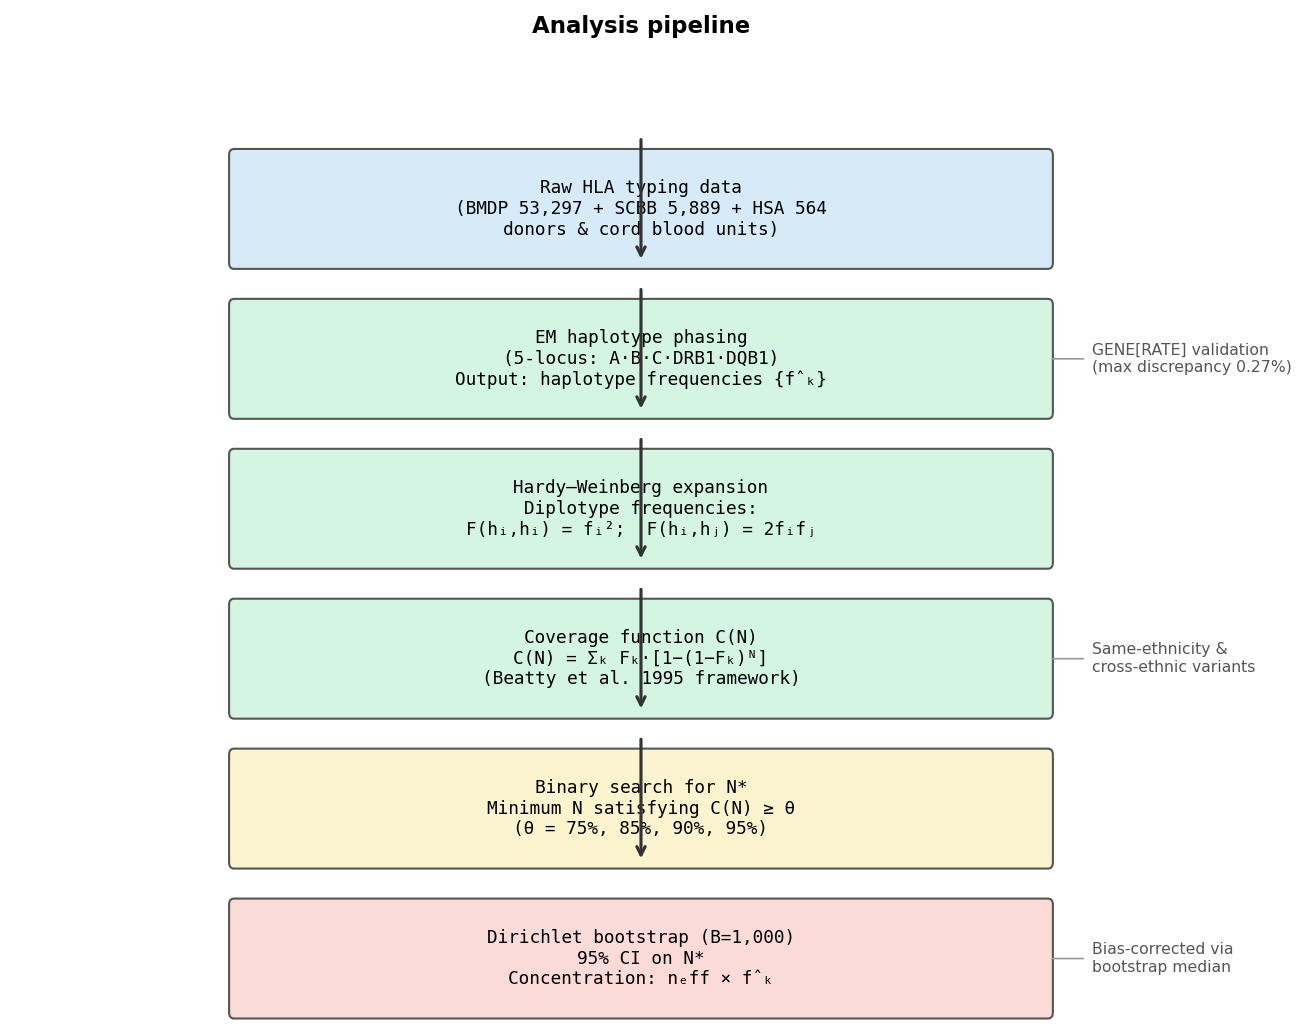 Analysis pipeline
Raw HLA typing data
(BMDP 53,297 + SCBB 5,889 + HSA 564
donors & cord blood units)
EM haplotype phasing
(5-locus: A·B·C·DRB1·DQB1)
Output: haplotype frequencies {fˆₖ}
GENE[RATE] validation
(max discrepancy 0.27%)
Hardy–Weinberg expansion
Diplotype frequencies:
F(hᵢ,hᵢ) = fᵢ²;  F(hᵢ,hⱼ) = 2fᵢfⱼ
Coverage function C(N)
C(N) = Σₖ Fₖ·[1−(1−Fₖ)ᴺ]
(Beatty et al. 1995 framework)
Same-ethnicity &
cross-ethnic variants
Binary search for N*
Minimum N satisfying C(N) ≥ θ
(θ = 75%, 85%, 90%, 95%)
Dirichlet bootstrap (B=1,000)
95% CI on N*
Concentration: nₑff × fˆₖ
Bias-corrected via
bootstrap median